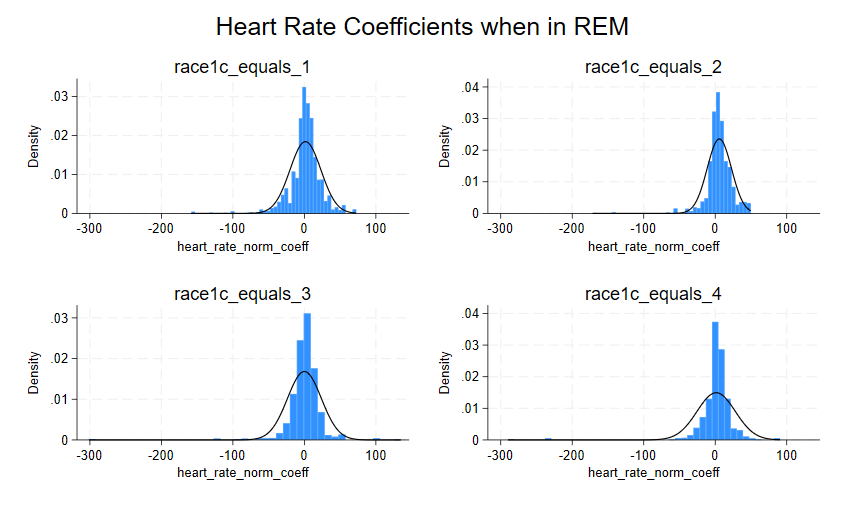 Heart Rate Coefficients when in REM
race1c_equals_1
race1c_equals_2
.03
.02
.01
0
Density
-300 -200 -100 0 100
heart_rate_norm_coeff
.04
.03
.02
.01
0
Density
-300 -200 -100 0 100
heart_rate_norm_coeff
race1c_equals_3
race1c_equals_4
.03
.02
.01
0
Density
-300 -200 -100 0 100
heart_rate_norm_coeff
.04
.03
.02
.01
0
Density
-300 -200 -100 0 100
heart_rate_norm_coeff